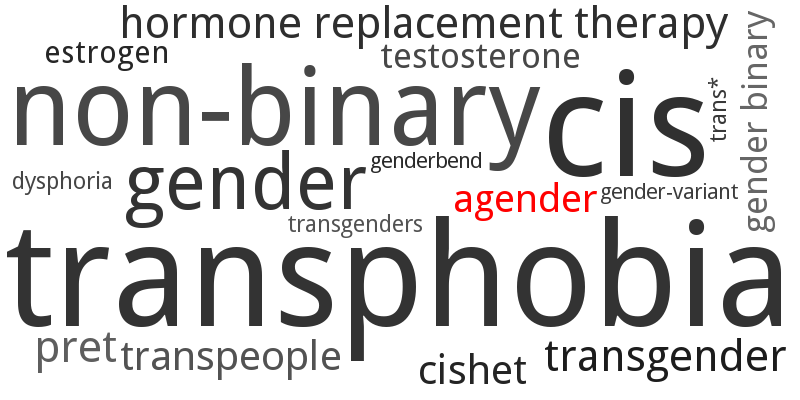 hormone replacement therapy
estrogen
testosterone
non-binary
cis
trans*
gender binary
dysphoria
gender
genderbend
agender
gender-variant
transgenders
transphobia
pret
transpeople
cishet
transgender